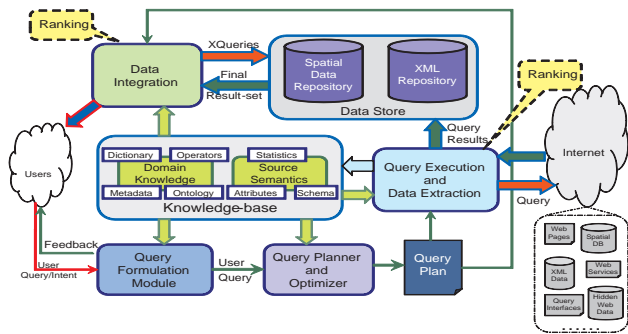 Ranking
Data
Integration
XQueries
Final
Result-set
Spatial
Data
Repository
XML
Repository
Data Store
Ranking
Users
Dictionary
Operators
Statistics
Domain
Knowledge
Source
Semantics
Metadata
Ontology
Attributes
Schema
Knowledge-base
Query
Results
Query Execution
and
Data Extraction
Internet
Query
Feedback
User
Query/Intent
Query
Formulation
Module
User
Query
Query Planner
and
Optimizer
Query
Plan
Web
Pages
Spatial
DB
XML Data
Web
Services
Query
Interfaces
Hidden
Web
Data
......